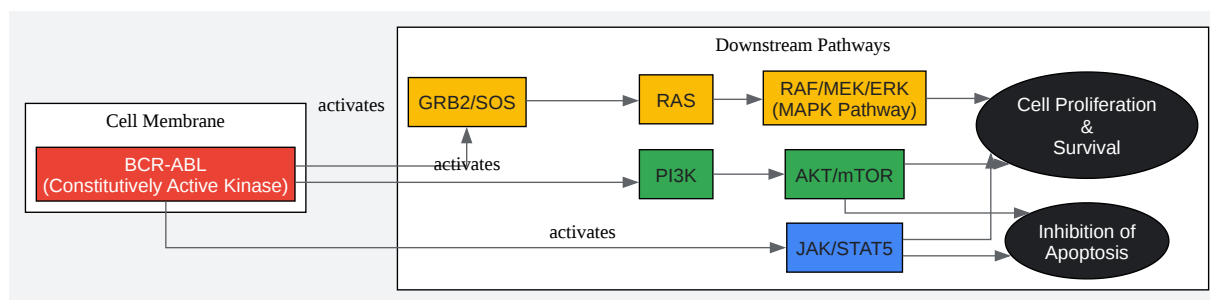 Downstream Pathways
activates
GRB2/SOS
RAS
RAF/MEK/ERK
(MAPK Pathway)
Cell Proliferation
&
Survival
Cell Membrane
BCR-ABL
(Constitutively Active Kinase)
activates
PI3K
AKT/mTOR
activates
JAK/STAT5
Inhibition of
Apoptosis